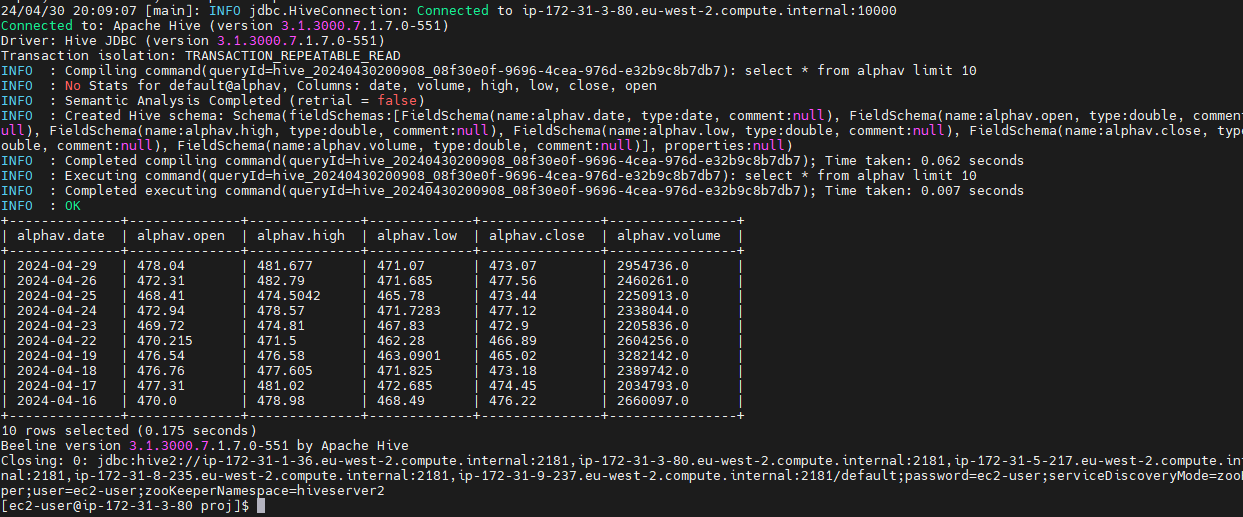 24/04/30 20:09:07 [main]: INFO jdbc.HiveConnection: Connected to ip-172-31-3-80.eu-west-2.compute.internal:10000
Connected to: Apache Hive (version 3.1.3000.7.1.7.0-551)
Driver: Hive JDBC (version 3.1.3000.7.1.7.0-551)
Transaction isolation: TRANSACTION_REPEATABLE_READ
INFO  : Compiling command(queryId=hive_20240430200908_08f30e0f-9696-4cea-976d-e32b9c8b7db7): select * from alphav limit 10
INFO  : No Stats for default@alphav, Columns: date, volume, high, low, close, open
INFO  : Semantic Analysis Completed (retrial = false)
INFO  : Created Hive schema: Schema(fieldSchemas:[FieldSchema(name:alphav.date, type:date, comment:null), FieldSchema(name:alphav.open, type:double, comment
ull), FieldSchema(name:alphav.high, type:double, comment:null), FieldSchema(name:alphav.low, type:double, comment:null), FieldSchema(name:alphav.close, type
ouble, comment:null), FieldSchema(name:alphav.volume, type:double, comment:null)], properties:null)
INFO  : Completed compiling command(queryId=hive_20240430200908_08f30e0f-9696-4cea-976d-e32b9c8b7db7); Time taken: 0.062 seconds
INFO  : Executing command(queryId=hive_20240430200908_08f30e0f-9696-4cea-976d-e32b9c8b7db7): select * from alphav limit 10
INFO  : Completed executing command(queryId=hive_20240430200908_08f30e0f-9696-4cea-976d-e32b9c8b7db7); Time taken: 0.007 seconds
INFO  : OK
+--------------+--------------+--------------+-------------+---------------+----------------+
| alphav.date  | alphav.open  | alphav.high  | alphav.low  | alphav.close  | alphav.volume  |
+--------------+--------------+--------------+-------------+---------------+----------------+
| 2024-04-29   | 478.04       | 481.677      | 471.07      | 473.07        | 2954736.0      |
| 2024-04-26   | 472.31       | 482.79       | 471.685     | 477.56        | 2460261.0      |
| 2024-04-25   | 468.41       | 474.5042     | 465.78      | 473.44        | 2250913.0      |
| 2024-04-24   | 472.94       | 478.57       | 471.7283    | 477.12        | 2338044.0      |
| 2024-04-23   | 469.72       | 474.81       | 467.83      | 472.9         | 2205836.0      |
| 2024-04-22   | 470.215      | 471.5        | 462.28      | 466.89        | 2604256.0      |
| 2024-04-19   | 476.54       | 476.58       | 463.0901    | 465.02        | 3282142.0      |
| 2024-04-18   | 476.76       | 477.605      | 471.825     | 473.18        | 2389742.0      |
| 2024-04-17   | 477.31       | 481.02       | 472.685     | 474.45        | 2034793.0      |
| 2024-04-16   | 470.0        | 478.98       | 468.49      | 476.22        | 2660097.0      |
+--------------+--------------+--------------+-------------+---------------+----------------+
10 rows selected (0.175 seconds)
Beeline version 3.1.3000.7.1.7.0-551 by Apache Hive
Closing: 0: jdbc:hive2://ip-172-31-1-36.eu-west-2.compute.internal:2181,ip-172-31-3-80.eu-west-2.compute.internal:2181,ip-172-31-5-217.eu-west-2.compute.inter
nal:2181,ip-172-31-8-235.eu-west-2.compute.internal:2181,ip-172-31-9-237.eu-west-2.compute.internal:2181/default;password=ec2-user;serviceDiscoveryMode=zooK
per;user=ec2-user;zooKeeperNamespace=hiveserver2
[ec2-user@ip-172-31-3-80 proj]$